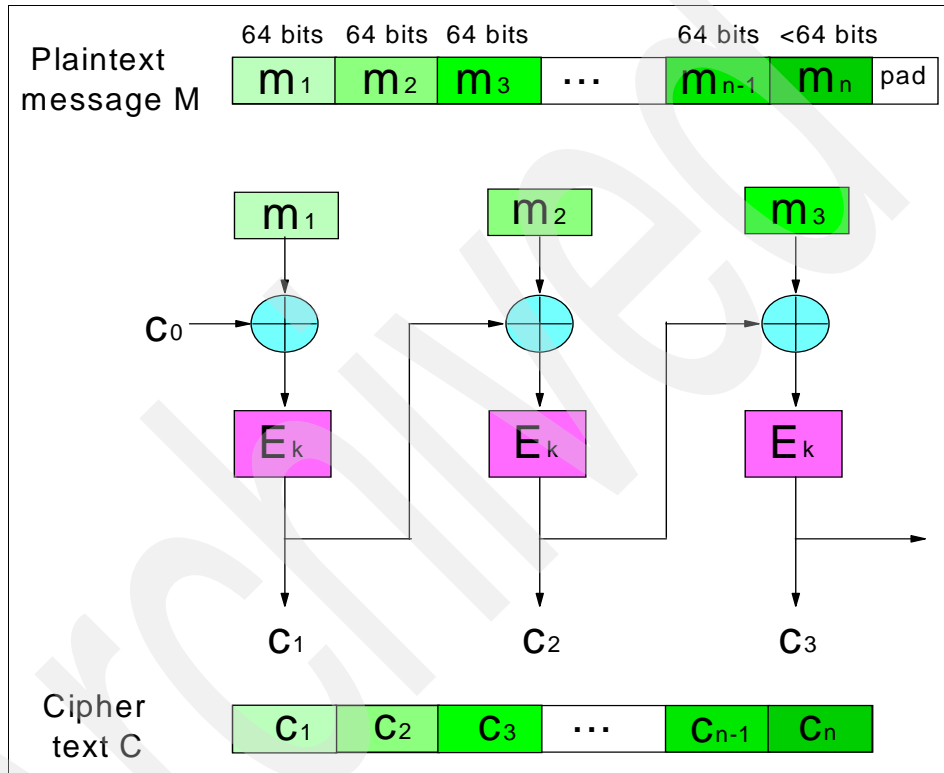 64 bits 64 bits 64 bits 64 bits <64 bits
Plaintext
message M
m1 m2 m3 ... mn-1 mn pad
m1 m2 m3
c0
Ek Ek Ek
c1 c2 c3
Cipher
text C
c1 c2 c3 ... cn-1 cn
Archived